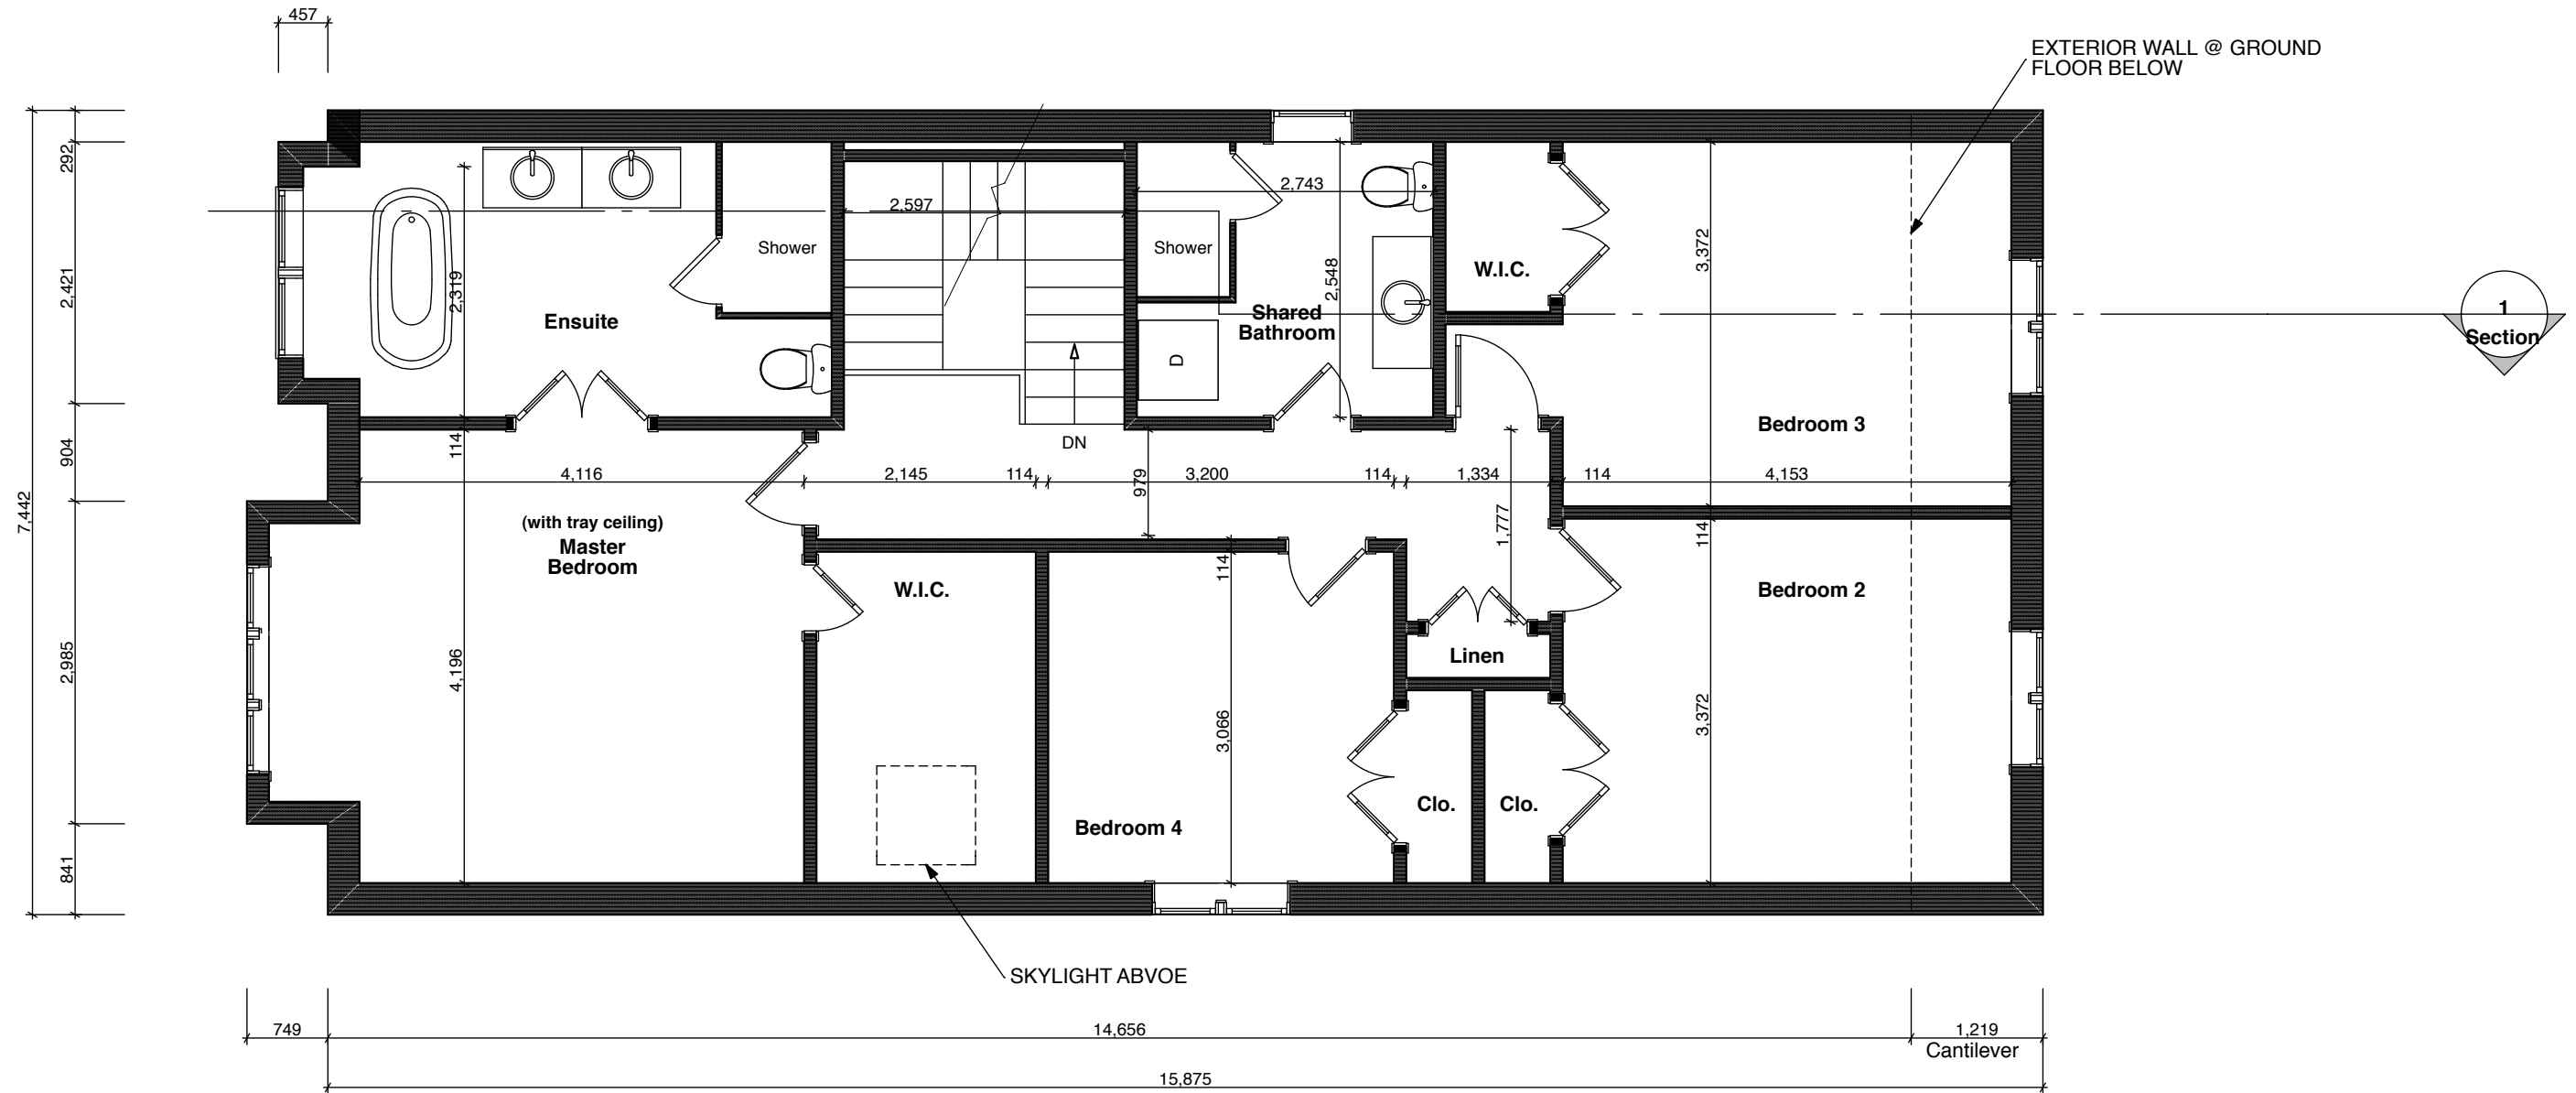 457
EXTERIOR WALL @ GROUND
FLOOR BELOW
292
2,421
904
7,442
2,985
841
2,319
Ensuite
Shower
2,597
DN
2,743
Shower
2,548
Shared
Bathroom
D
W.I.C.
3,372
Bedroom 3
1
Section
114
4,116
2,145
114
979
3,200
114
1,334
114
4,153
(with tray ceiling)
Master
Bedroom
4,196
W.I.C.
114
3,066
Bedroom 4
1,777
Linen
Clo.
Clo.
114
Bedroom 2
3,372
SKYLIGHT ABVOE
749
14,656
1,219
Cantilever
15,875